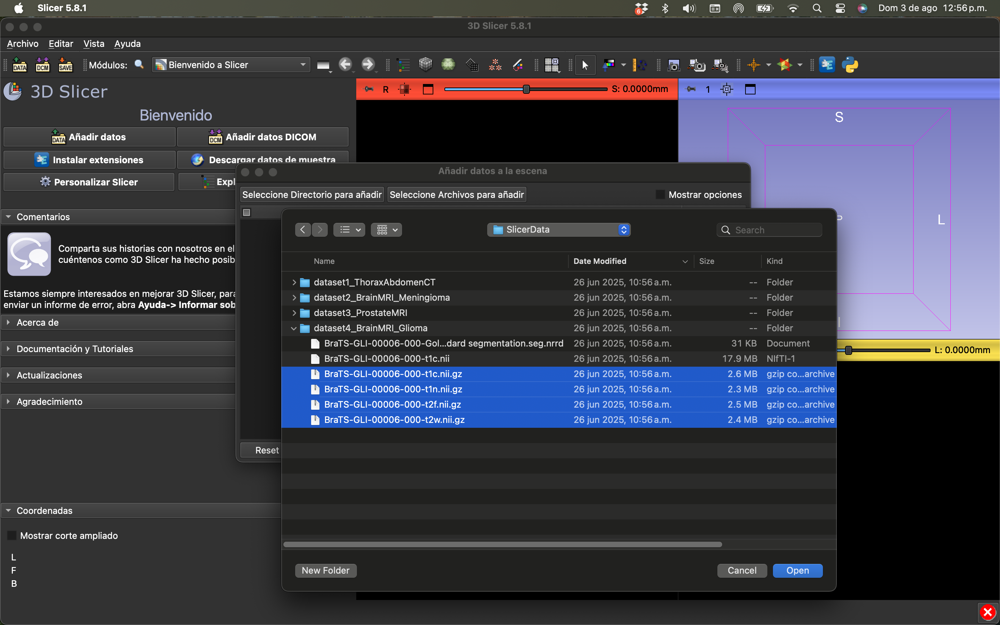 Slicer 5.8.1
6
Dom 3 de ago 12:56 p.m.
3D Slicer 5.8.1
Archivo Editar Vista Ayuda
DATA DCM SAVE Módulos: Bienvenido a Slicer
3D Slicer
R S: 0.0000mm 1
Bienvenido
S
DATA Añadir datos
DCM Añadir datos DICOM
Instalar extensiones
Descargar datos de muestra
Personalizar Slicer
Expl
Añadir datos a la escena
Seleccione Directorio para añadir Seleccione Archivos para añadir Mostrar opciones
Comentarios
Comparta sus historias con nosotros en el
cuéntenos como 3D Slicer ha hecho posib
Estamos siempre interesados en mejorar 3D Slicer, para
enviar un informe de error, abra Ayuda-> Informar sob
Acerca de
Documentación y Tutoriales
Actualizaciones
Agradecimiento
Reset
SlicerData
Search
L
Name Date Modified Size Kind
dataset1_ThoraxAbdomenCT 26 jun 2025, 10:56 a.m. -- Folder
dataset2_BrainMRI_Meningioma 26 jun 2025, 10:56 a.m. -- Folder
dataset3_ProstateMRI 26 jun 2025, 10:56 a.m. -- Folder
dataset4_BrainMRI_Glioma 26 jun 2025, 10:56 a.m. -- Folder
BraTS-GLI-00006-000-Gol...dard segmentation.seg.nrrd 26 jun 2025, 10:56 a.m. 31 KB Document
BraTS-GLI-00006-000-t1c.nii 26 jun 2025, 10:56 a.m. 17.9 MB NIfTI-1
BraTS-GLI-00006-000-t1c.nii.gz 26 jun 2025, 10:56 a.m. 2.6 MB gzip co...archive
BraTS-GLI-00006-000-t1n.nii.gz 26 jun 2025, 10:56 a.m. 2.3 MB gzip co...archive
BraTS-GLI-00006-000-t2f.nii.gz 26 jun 2025, 10:56 a.m. 2.5 MB gzip co...archive
BraTS-GLI-00006-000-t2w.nii.gz 26 jun 2025, 10:56 a.m. 2.4 MB gzip co...archive
I
L: 0.0000mm
New Folder Cancel Open
Coordenadas
Mostrar corte ampliado
L
F
B